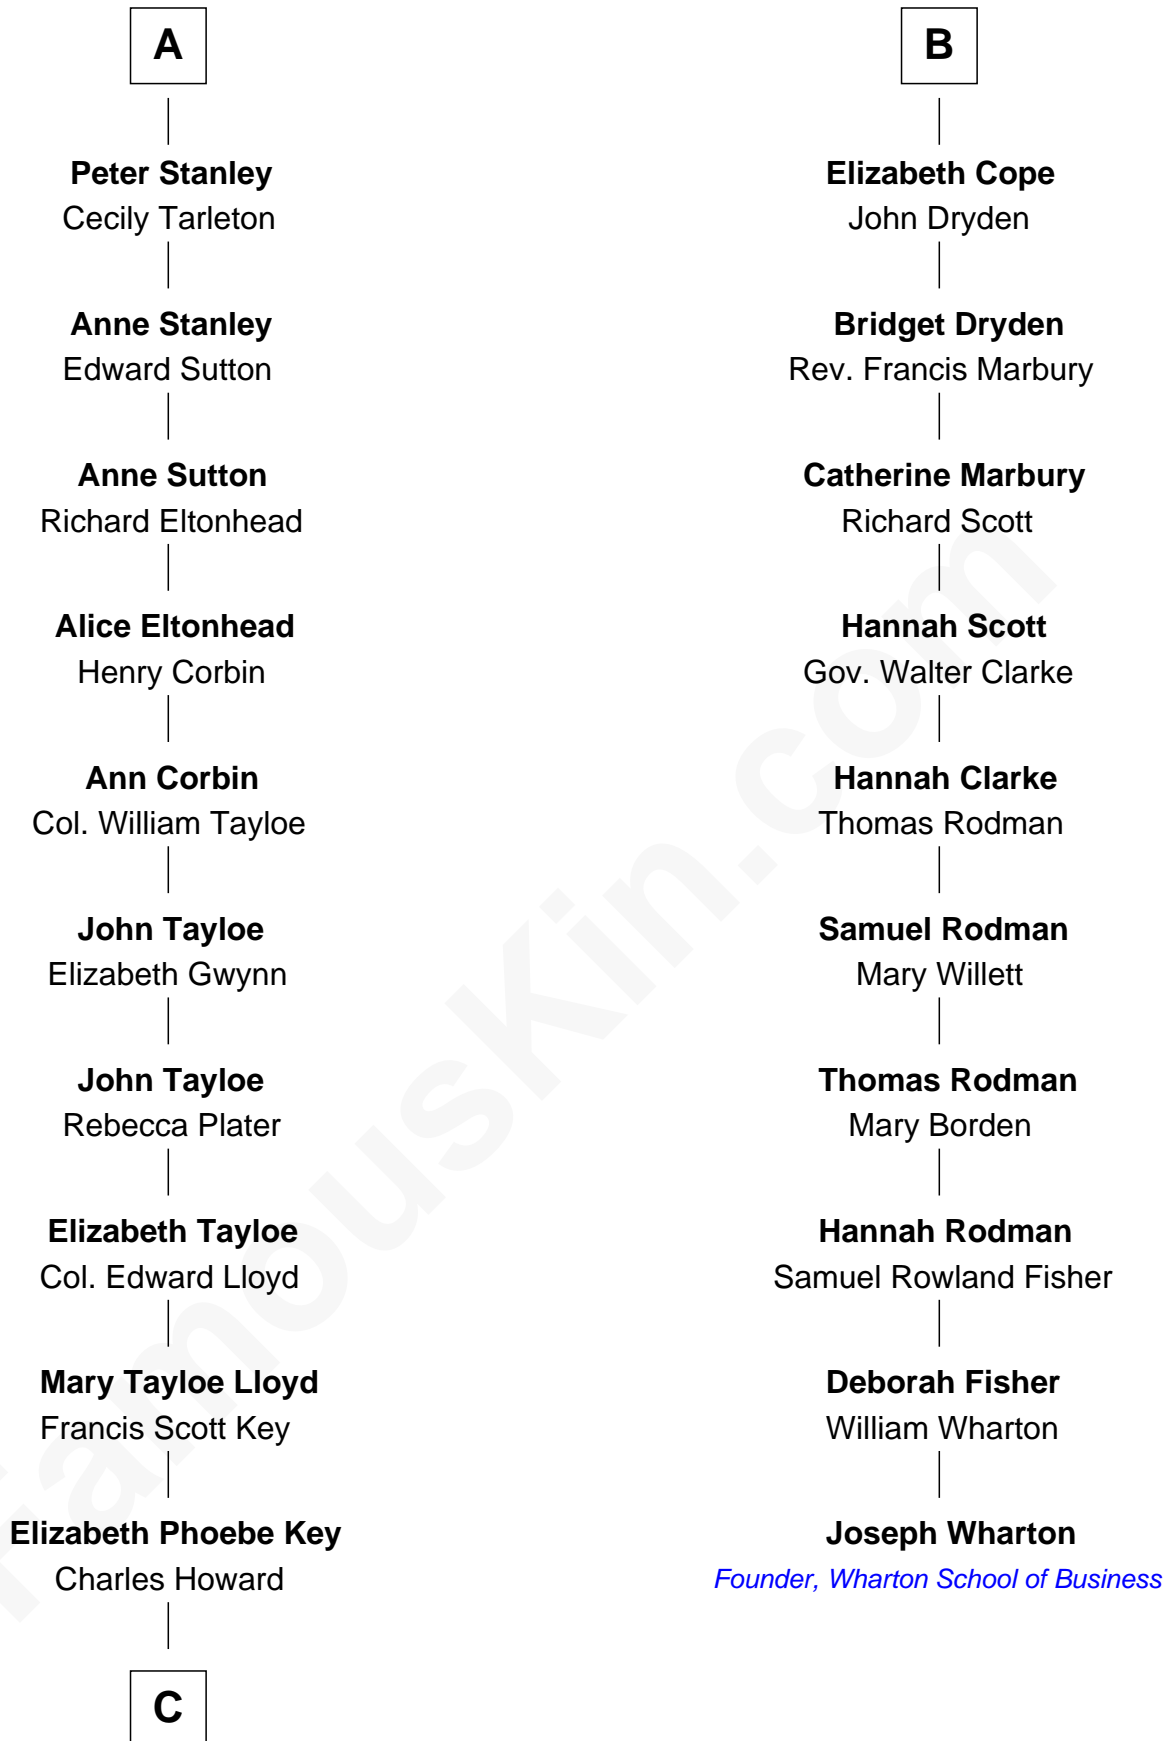 A
Peter Stanley
Cecily Tarleton
Anne Stanley
Edward Sutton
Anne Sutton
Richard Eltonhead
Alice Eltonhead
Henry Corbin
Ann Corbin
Col. William Tayloe
John Tayloe
Elizabeth Gwynn
John Tayloe
Rebecca Plater
Elizabeth Tayloe
Col. Edward Lloyd
Mary Tayloe Lloyd
Francis Scott Key
Elizabeth Phoebe Key
Charles Howard
C
B
Elizabeth Cope
John Dryden
Bridget Dryden
Rev. Francis Marbury
Catherine Marbury
Richard Scott
Hannah Scott
Gov. Walter Clarke
Hannah Clarke
Thomas Rodman
Samuel Rodman
Mary Willett
Thomas Rodman
Mary Borden
Hannah Rodman
Samuel Rowland Fisher
Deborah Fisher
William Wharton
Joseph Wharton
Founder, Wharton School of Business
FamousKin.com